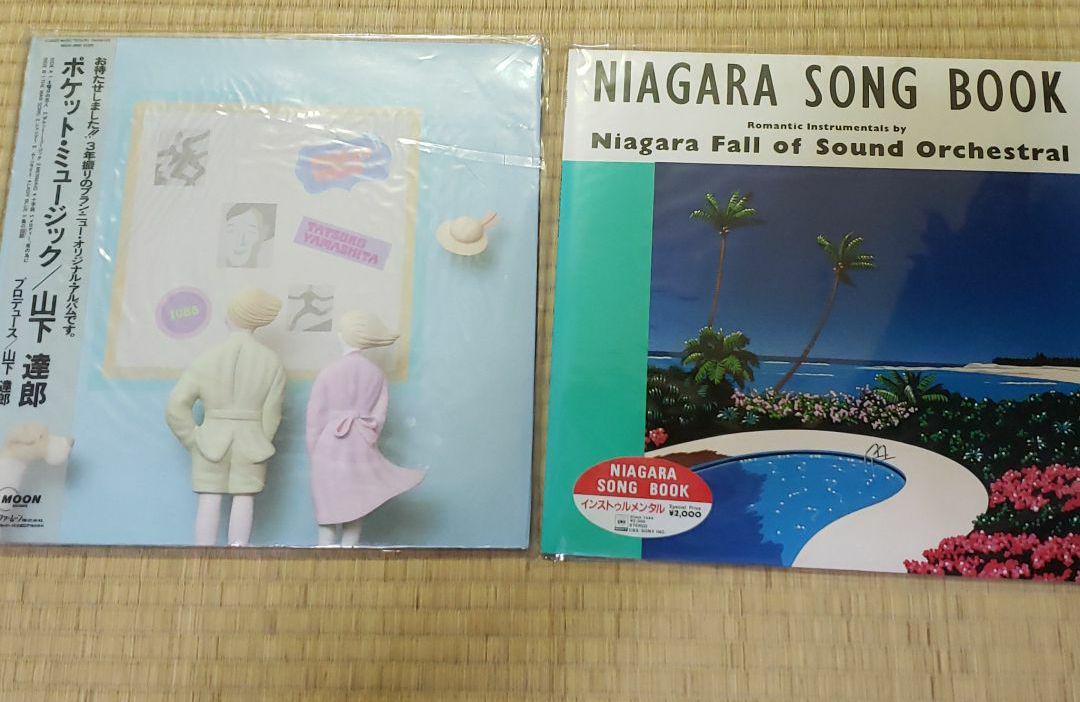 お待たせしました!! 3年振りのブランニュー・オリジナル・アルバムです。
ポケット・ミュージック/山下 達郎
プロデュース/山下 達郎
TATSURO
YAMASHITA
MOON
NIAGARA SONG BOOK
Romantic Instrumentals by
Niagara Fall of Sound Orchestral
NIAGARA
SONG BOOK
インストゥルメンタル
Special Price
¥2,000
STEREO
CBS/SONY INC.